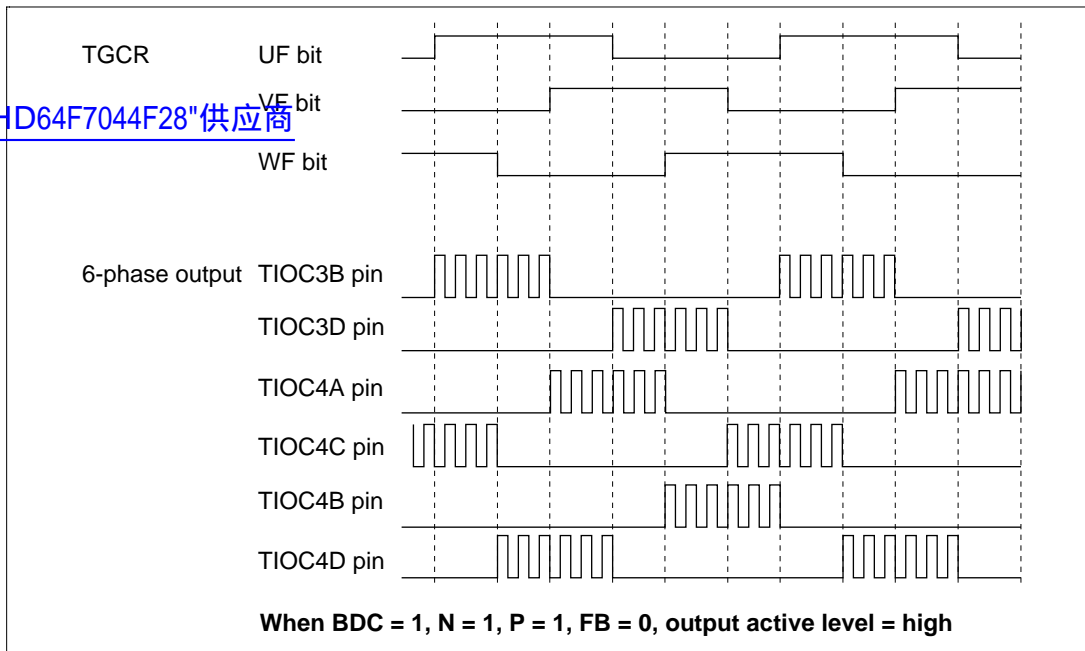 TGCR UF bit
VF bit
HD64F7044F28"供应商
WF bit
6-phase output TIOC3B pin
TIOC3D pin
TIOC4A pin
TIOC4C pin
TIOC4B pin
TIOC4D pin
When BDC = 1, N = 1, P = 1, FB = 0, output active level = high